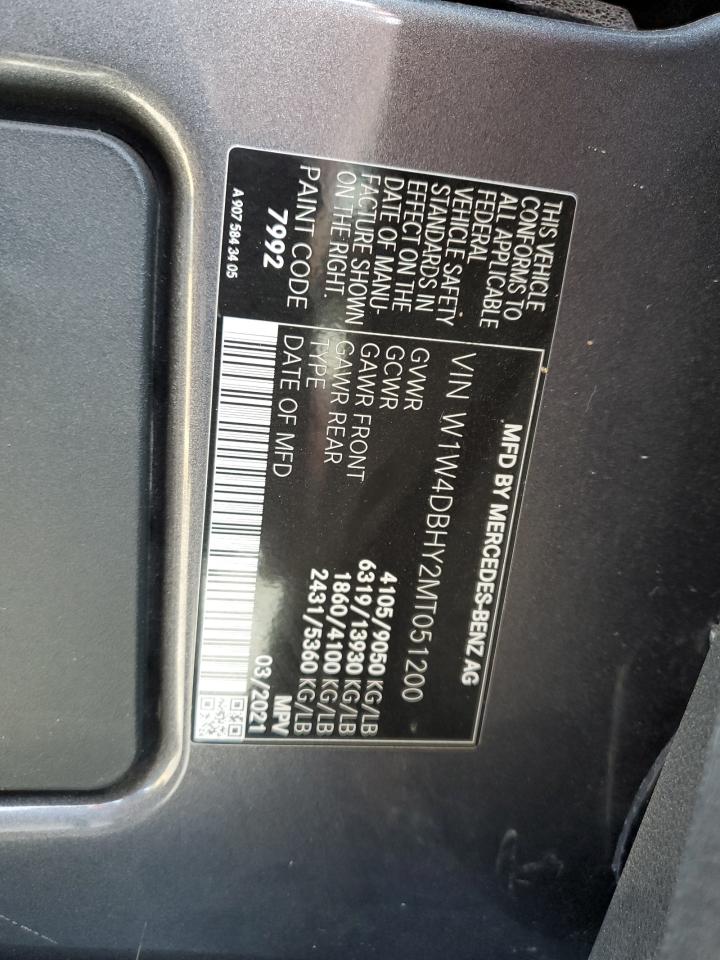 THIS VEHICLE
CONFORMS TO
ALL APPLICABLE
FEDERAL
VEHICLE SAFETY
STANDARDS IN
EFFECT ON THE
DATE OF MANU-
FACTURE SHOWN
ON THE RIGHT.
PAINT CODE
7992
A 907 584 34 05
MFD BY MERCEDES-BENZ AG
VIN W1W4DBHY2MT051200
GVWR 4105/9050 KG/LB
GCWR 6319/13930 KG/LB
GAWR FRONT 1860/4100 KG/LB
GAWR REAR 2431/5360 KG/LB
TYPE MPV
DATE OF MFD 03/2021